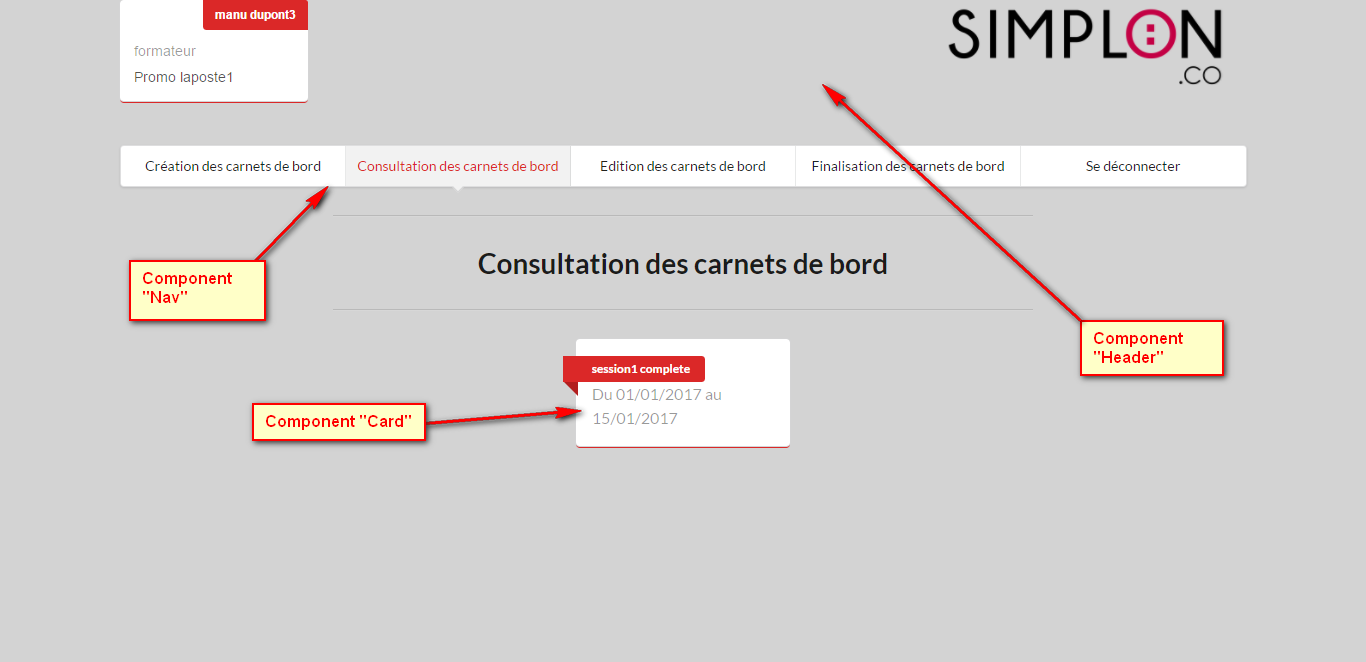 manu dupont3
formateur
Promo laposte1
SIMPLON
.CO
Création des carnets de bord
Consultation des carnets de bord
Edition des carnets de bord
Finalisation des carnets de bord
Se déconnecter
Component
"Nav"
Consultation des carnets de bord
Component
"Header"
session1 complete
Du 01/01/2017 au
15/01/2017
Component "Card"